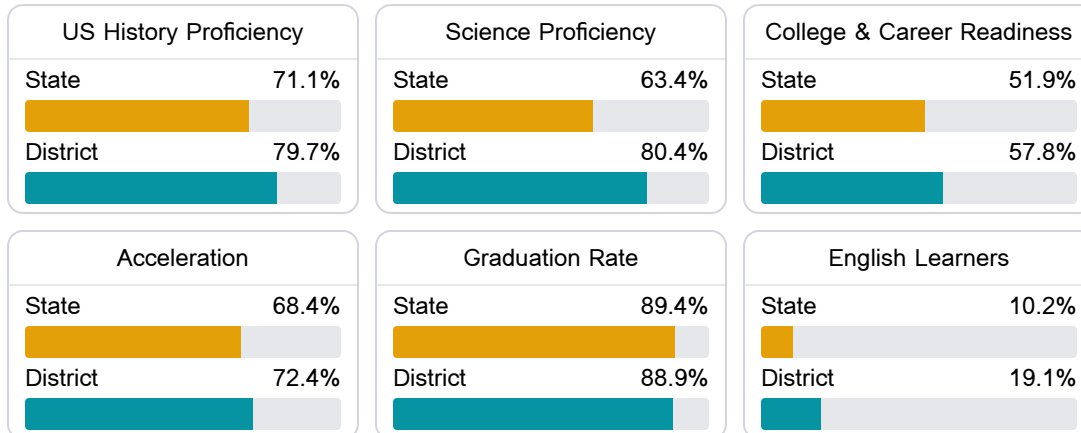 US History Proficiency
State 71.1%
District 79.7%
Science Proficiency
State 63.4%
District 80.4%
College & Career Readiness
State 51.9%
District 57.8%
Acceleration
State 68.4%
District 72.4%
Graduation Rate
State 89.4%
District 88.9%
English Learners
State 10.2%
District 19.1%